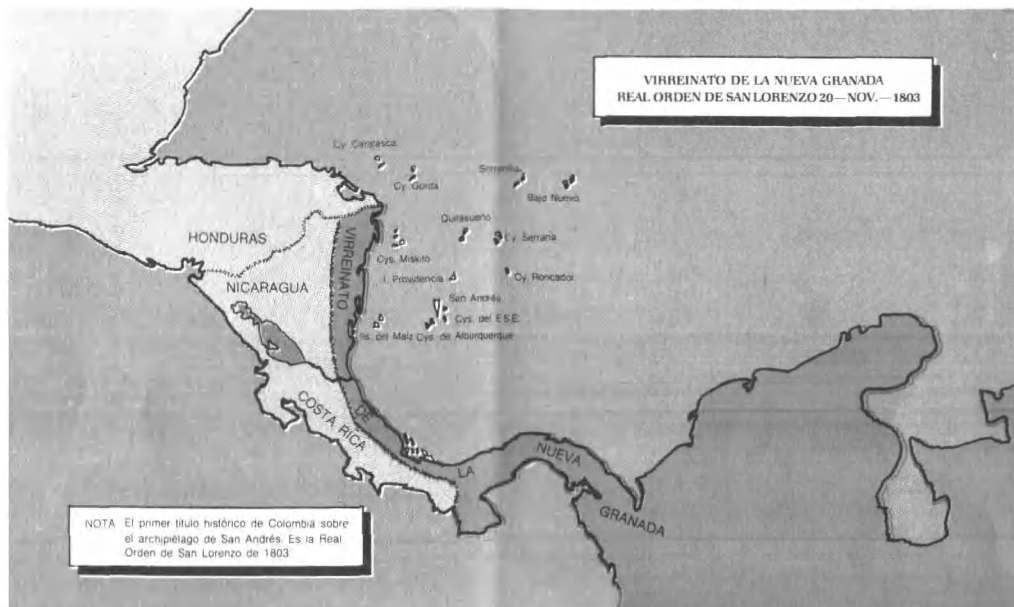 VIRREINATO DE LA NUEVA GRANADA
REAL ORDEN DE SAN LORENZO 20—NOV.—1803
Cy. Caratasca
Cy. Gorda
Serranilla
Bajo Nuevo
Quitasueño
Cy. Serrana
HONDURAS
VIRREINATO
Cys. Miskito
I. Providencia
Cy. Roncador
NICARAGUA
San Andrés
Cys. del E.S.E.
Is. del Maíz
Cys. de Alburquerque
DE
COSTA RICA
LA
NUEVA
GRANADA
NOTA El primer título histórico de Colombia sobre
el archipiélago de San Andrés. Es la Real
Orden de San Lorenzo de 1803